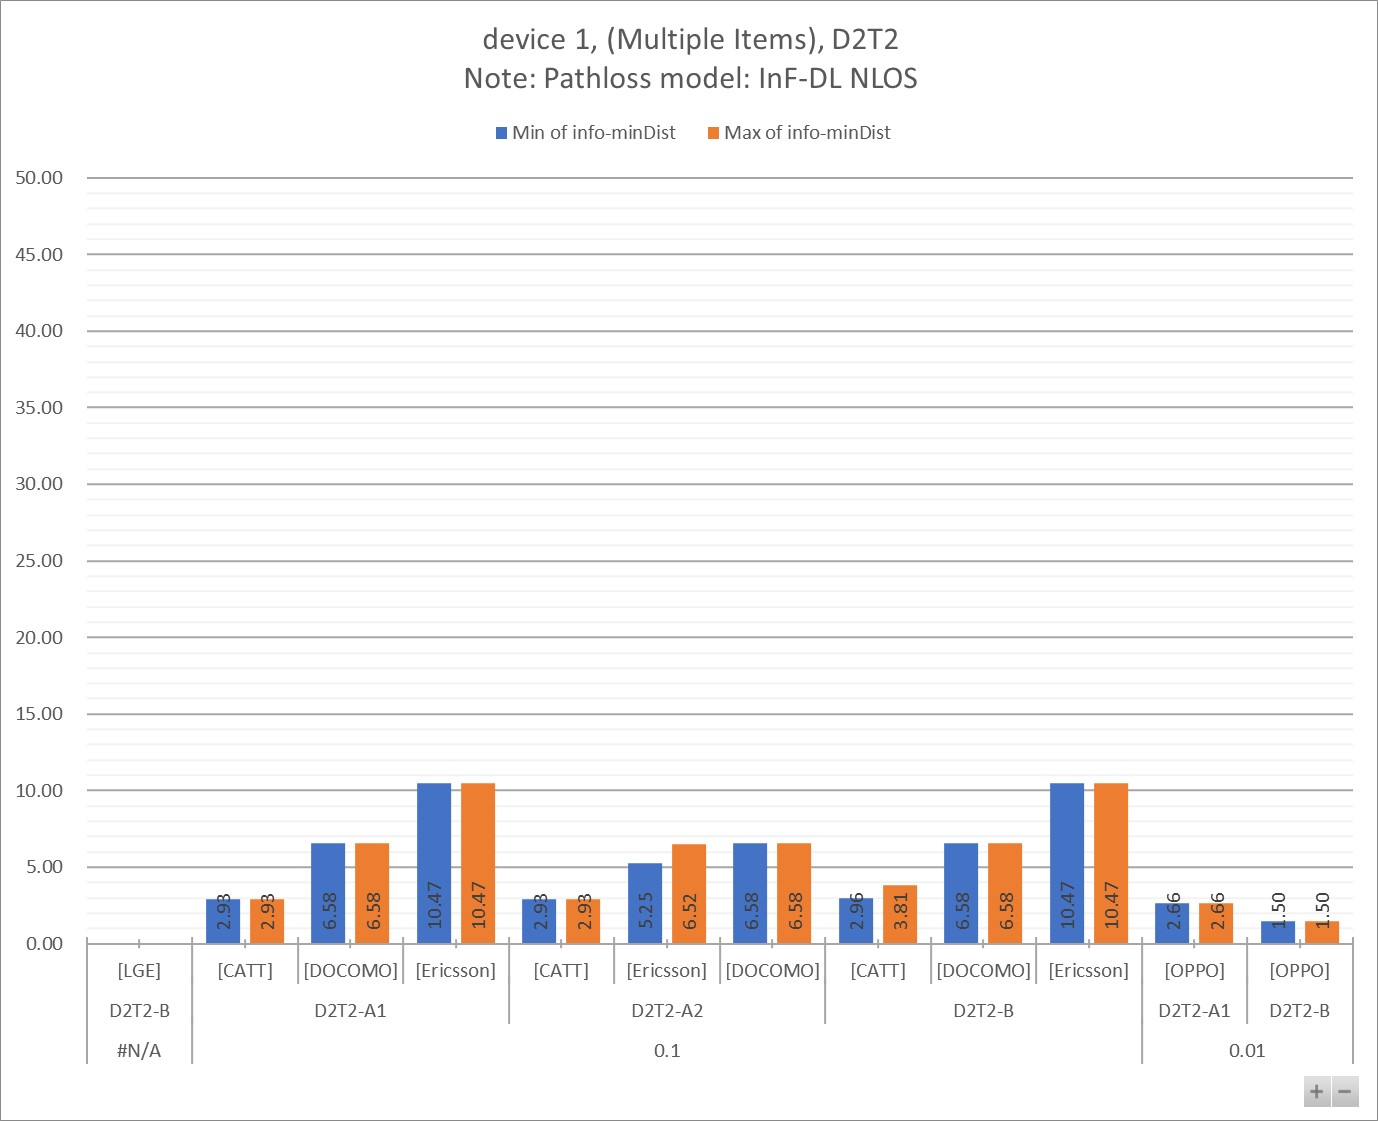 device 1, (Multiple Items), D2T2
Note: Pathloss model: InF-DL NLOS
Min of info-minDist Max of info-minDist
50.00
45.00
40.00
35.00
30.00
25.00
20.00
15.00
10.00
5.00
0.00
2.93 2.93 6.58 6.58 10.47 10.47 2.93 2.93 5.25 6.52 6.58 6.58 2.96 3.81 6.58 6.58 10.47 10.47 2.66 2.66 1.50 1.50
[LGE] [CATT] [DOCOMO] [Ericsson] [CATT] [Ericsson] [DOCOMO] [CATT] [DOCOMO] [Ericsson] [OPPO] [OPPO]
D2T2-B D2T2-A1 D2T2-A2 D2T2-B D2T2-A1 D2T2-B
#N/A 0.1 0.01
+ −